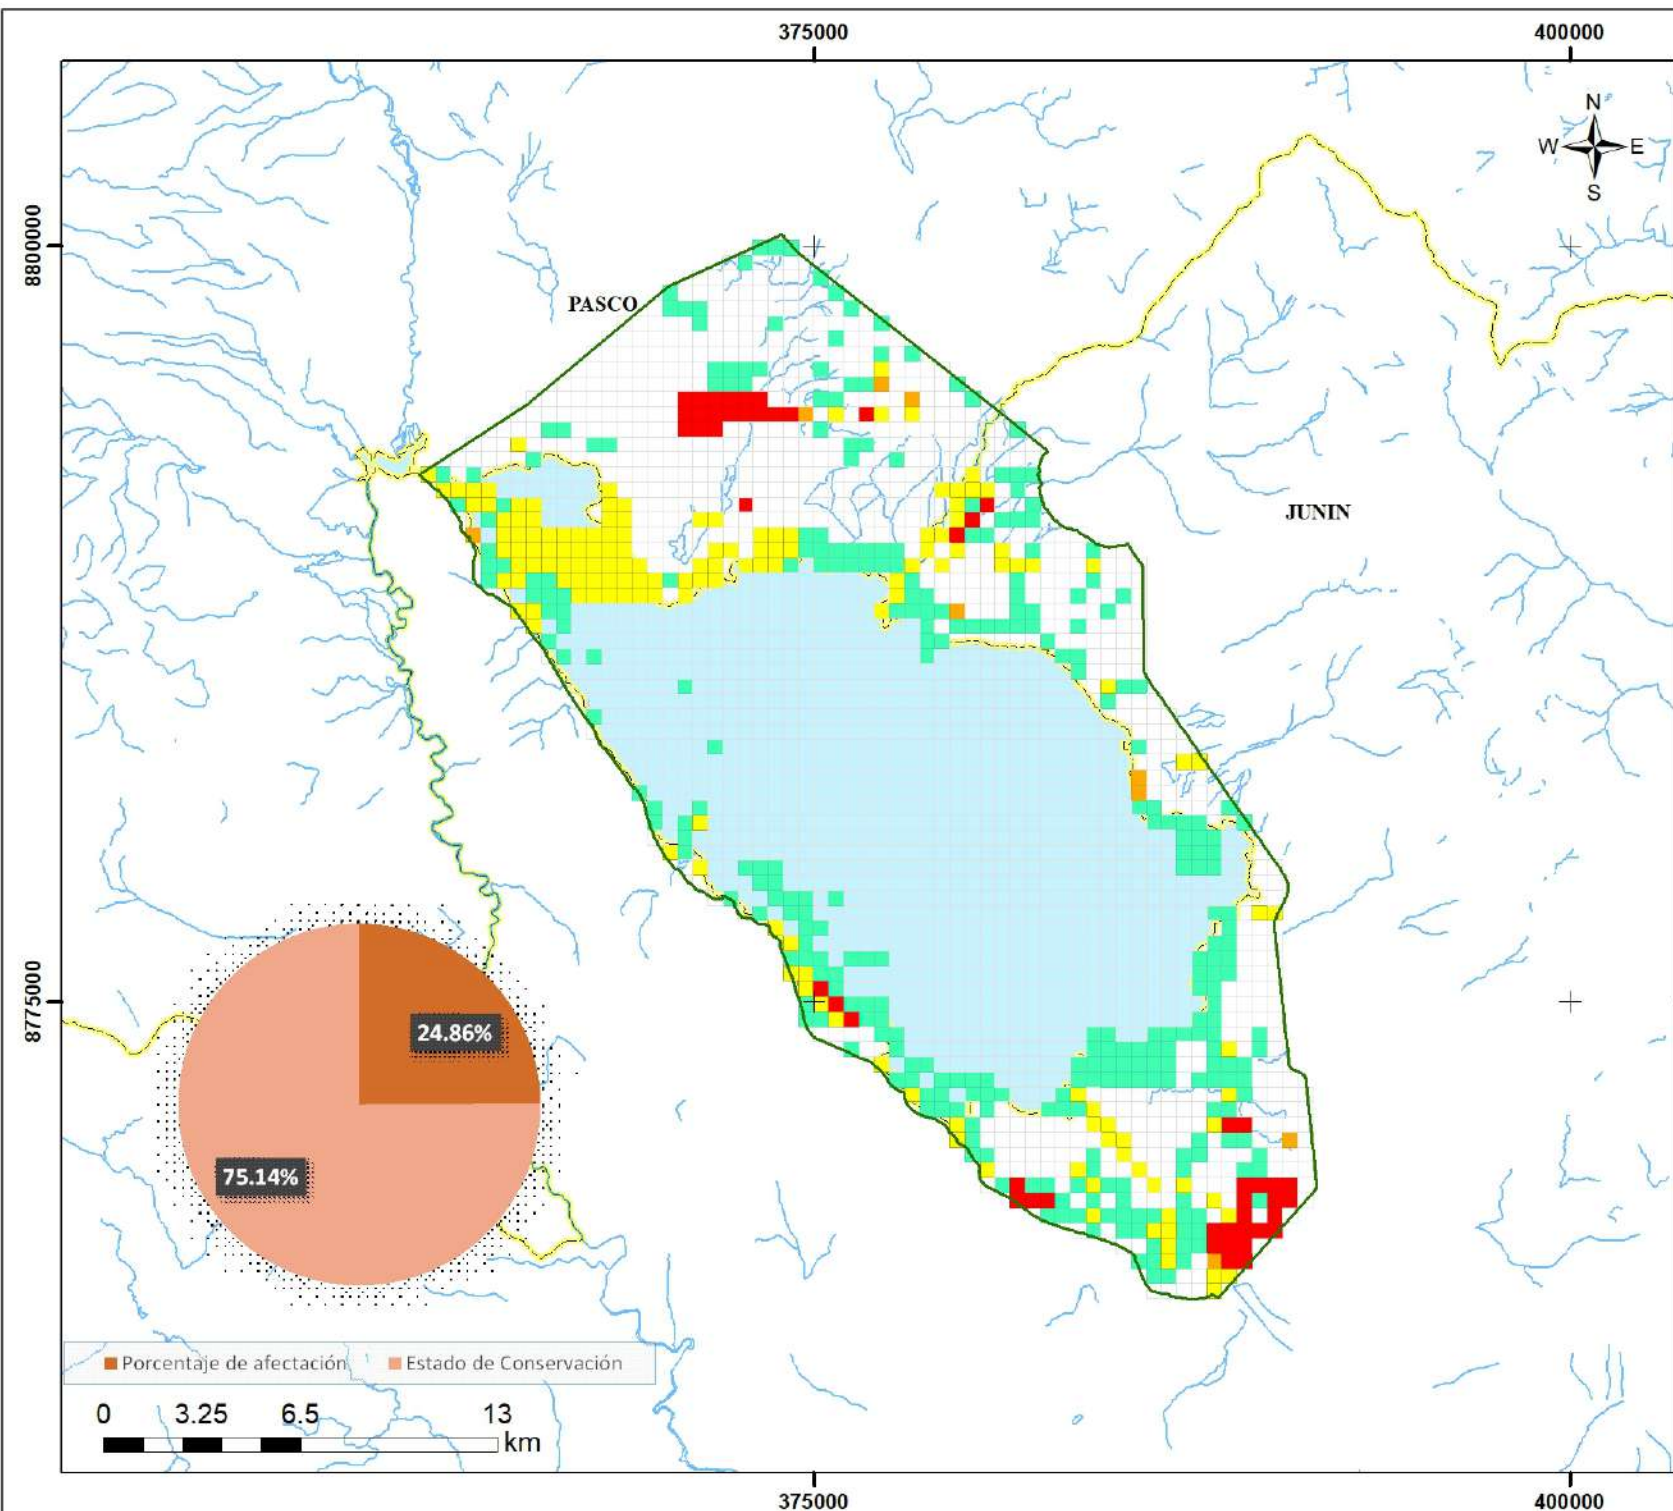 375000 400000
N
W E
S
8800000
PASCO
JUNIN
8775000
24.86%
75.14%
Porcentaje de afectación Estado de Conservación
0 3.25 6.5 13
km
375000 400000